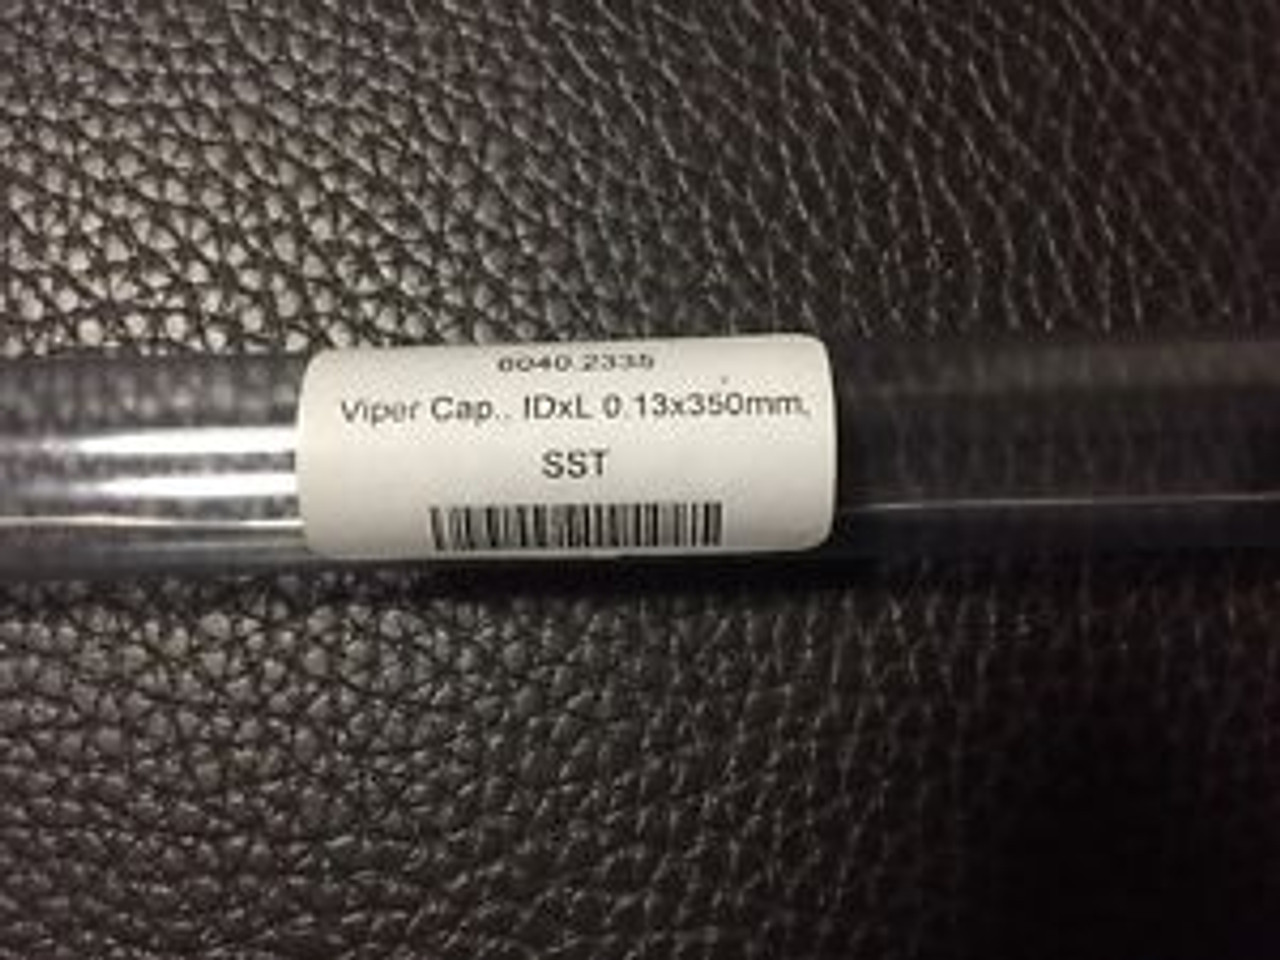 6040.2335
Viper Cap., IDxL 0.13x350mm,
SST